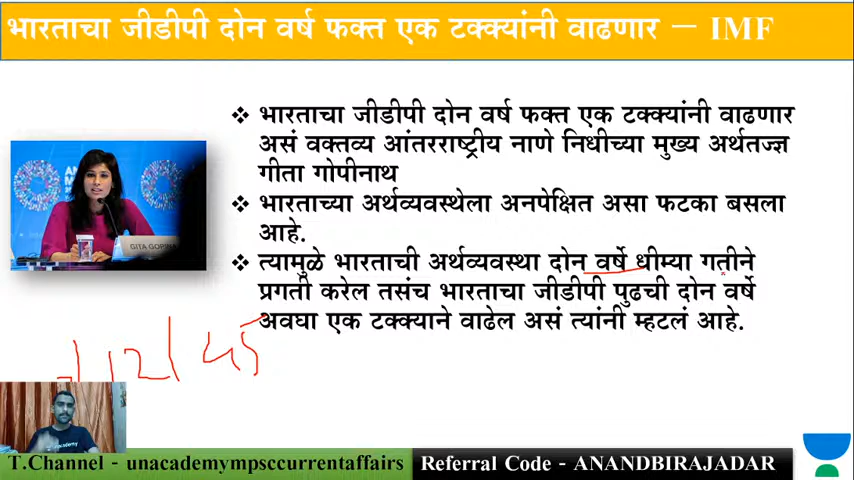 भारताचा जीडीपी दोन वर्ष फक्त एक टक्क्यांनी वाढणार – IMF
❖ भारताचा जीडीपी दोन वर्ष फक्त एक टक्क्यांनी वाढणार
असं वक्तव्य आंतरराष्ट्रीय नाणे निधीच्या मुख्य अर्थतज्ज्ञ
गीता गोपीनाथ
❖ भारताच्या अर्थव्यवस्थेला अनपेक्षित असा फटका बसला
आहे.
❖ त्यामुळे भारताची अर्थव्यवस्था दोन वर्षे धीम्या गतीने
प्रगती करेल तसंच भारताचा जीडीपी पुढची दोन वर्षे
अवघा एक टक्क्याने वाढेल असं त्यांनी म्हटलं आहे.
GITA GOPINA
T.Channel - unacademympsccurrentaffairs
Referral Code - ANANDBIRAJADAR